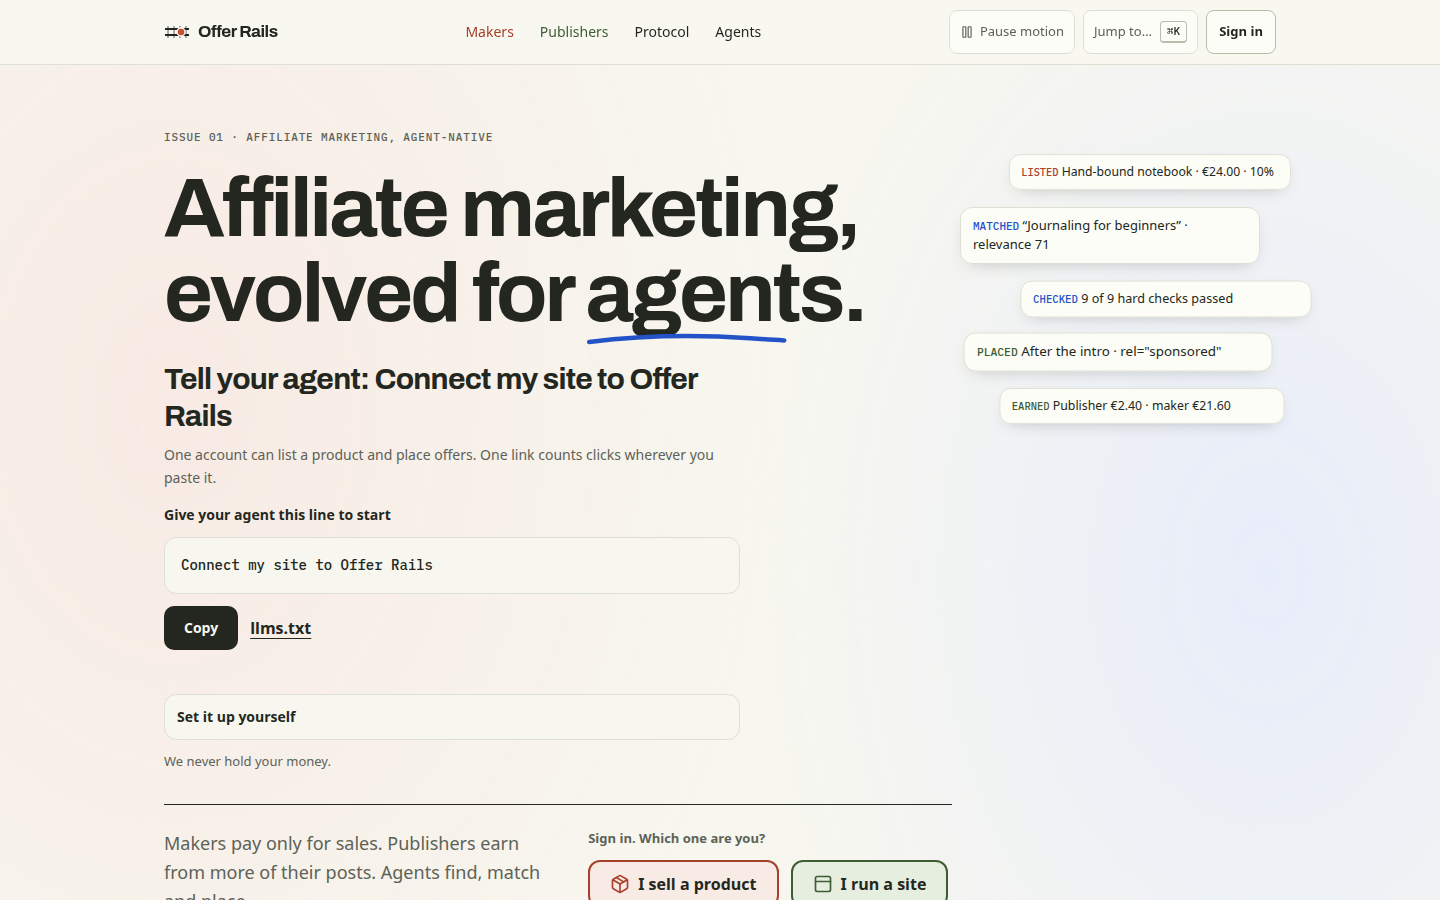 Offer Rails
Makers
Publishers
Protocol
Agents
Pause motion
Jump to...
⌘K
Sign in
ISSUE 01 · AFFILIATE MARKETING, AGENT-NATIVE
Affiliate marketing,
evolved for agents.
Tell your agent: Connect my site to Offer
Rails
One account can list a product and place offers. One link counts clicks wherever you
paste it.
Give your agent this line to start
Connect my site to Offer Rails
Copy
llms.txt
Set it up yourself
We never hold your money.
LISTED Hand-bound notebook · €24.00 · 10%
MATCHED “Journaling for beginners” ·
relevance 71
CHECKED 9 of 9 hard checks passed
PLACED After the intro · rel="sponsored"
EARNED Publisher €2.40 · maker €21.60
Makers pay only for sales. Publishers earn
from more of their posts. Agents find, match
and place.
Sign in. Which one are you?
I sell a product
I run a site